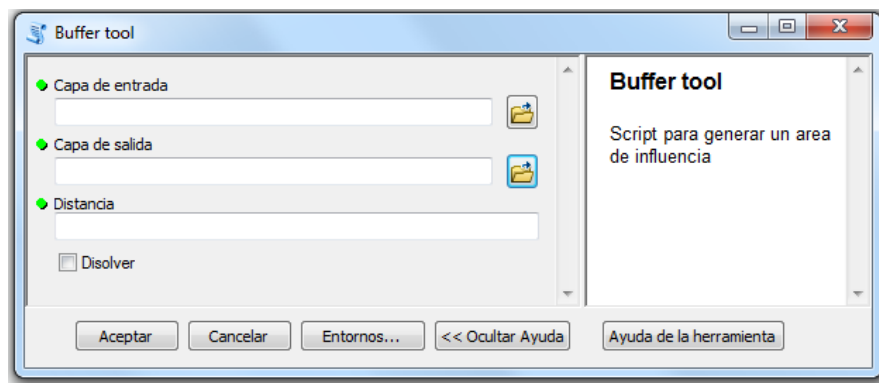 Buffer tool
Capa de entrada
Capa de salida
Distancia
Disolver
Buffer tool
Script para generar un area
de influencia
Aceptar
Cancelar
Entornos...
<< Ocultar Ayuda
Ayuda de la herramienta